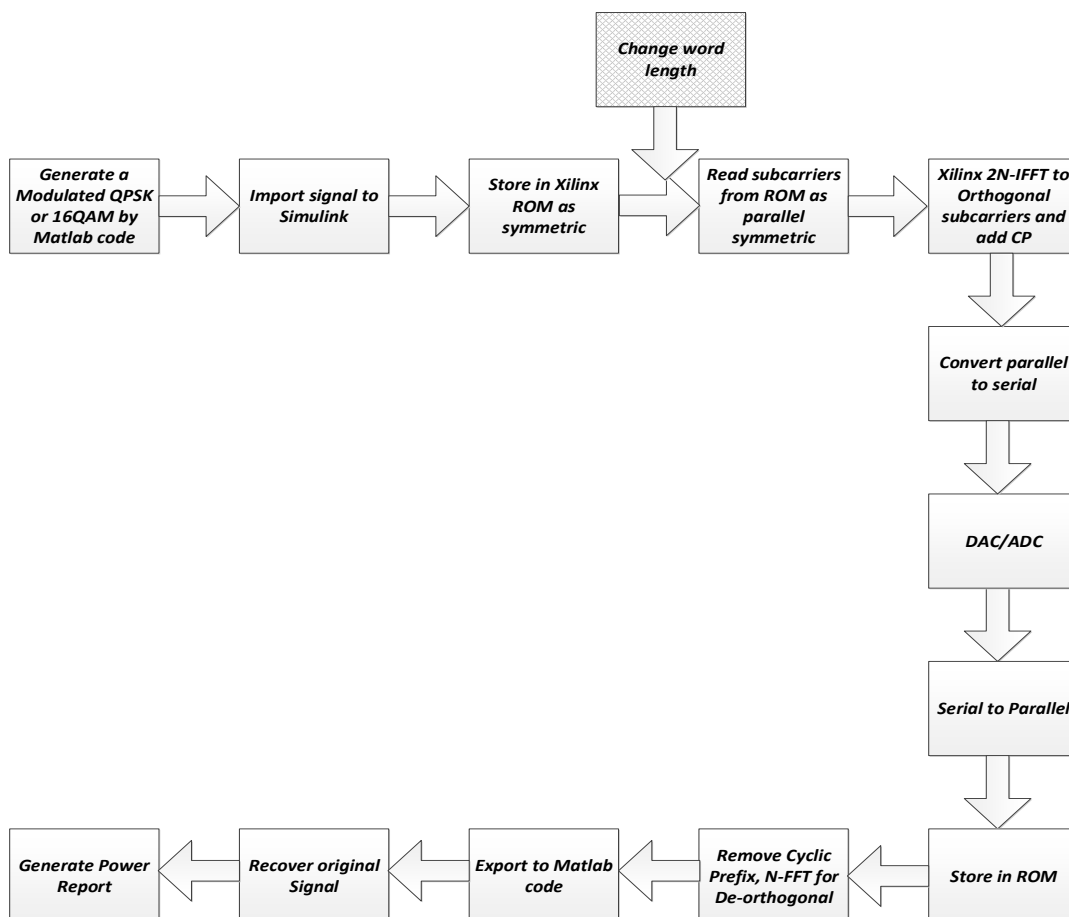 Change word
length
Generate a
Modulated QPSK
or 16QAM by
Matlab code
Import signal to
Simulink
Store in Xilinx
ROM as
symmetric
Read subcarriers
from ROM as
parallel
symmetric
Xilinx 2N-IFFT to
Orthogonal
subcarriers and
add CP
Convert parallel
to serial
DAC/ADC
Serial to Parallel
Store in ROM
Remove Cyclic
Prefix, N-FFT for
De-orthogonal
Export to Matlab
code
Recover original
Signal
Generate Power
Report